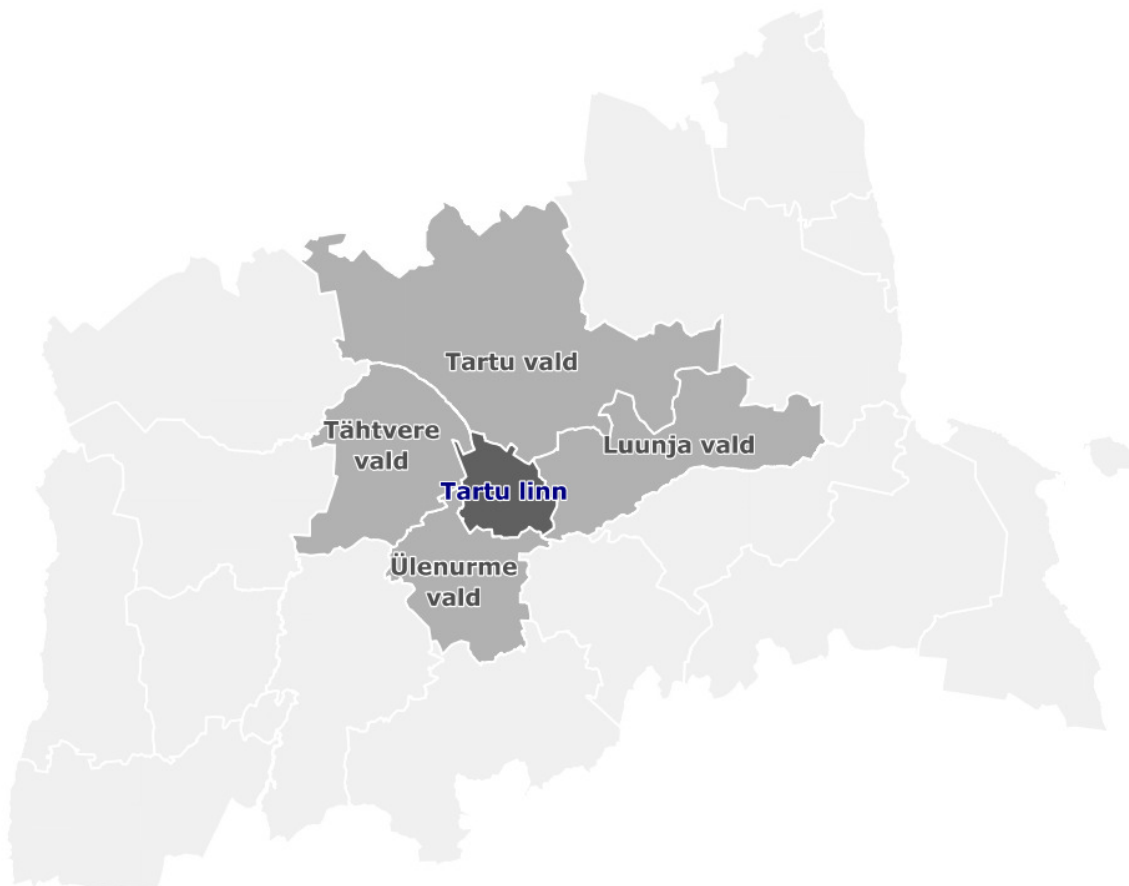 Tartu vald
Tähtvere
vald
Luunja vald
Tartu linn
Ülenurme
vald